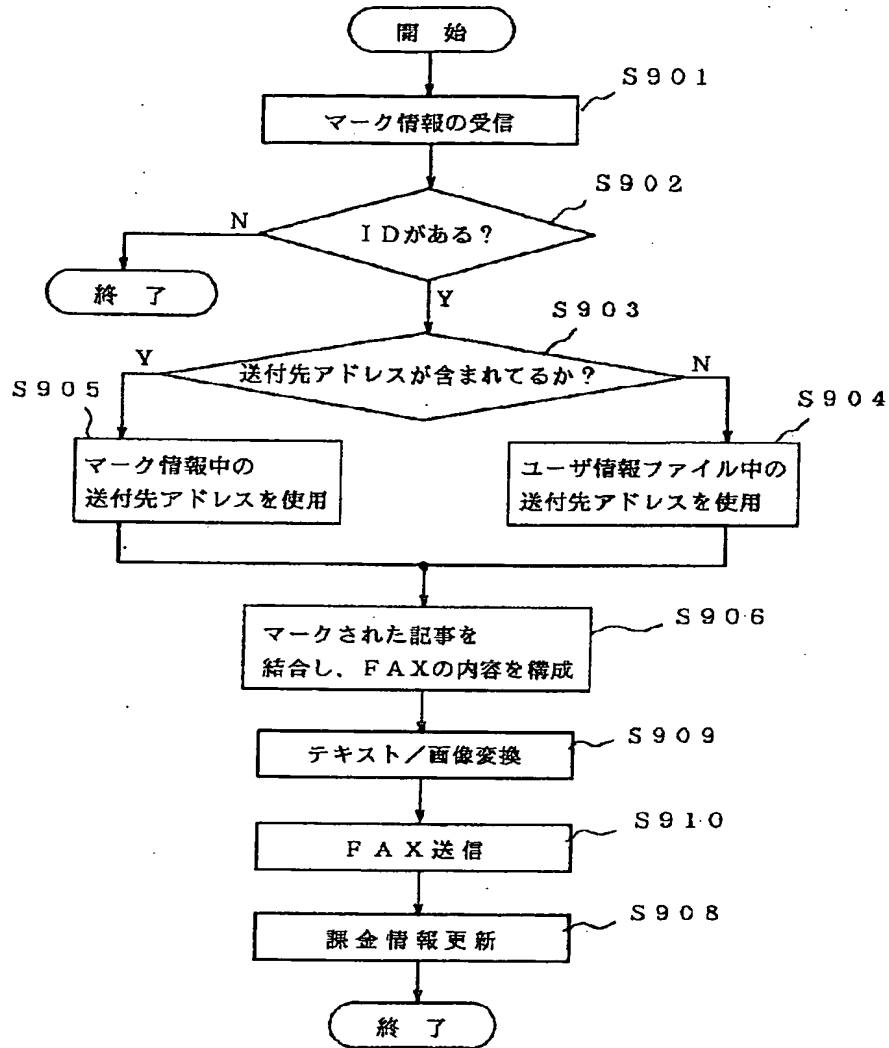 開 始
S901
マーク情報の受信
S902
N
IDがある?
終 了
Y
S903
Y
送付先アドレスが含まれてるか?
N
S905
S904
マーク情報中の
送付先アドレスを使用
ユーザ情報ファイル中の
送付先アドレスを使用
S906
マークされた記事を
結合し、FAXの内容を構成
S909
テキスト/画像変換
S910
FAX送信
S908
課金情報更新
終 了